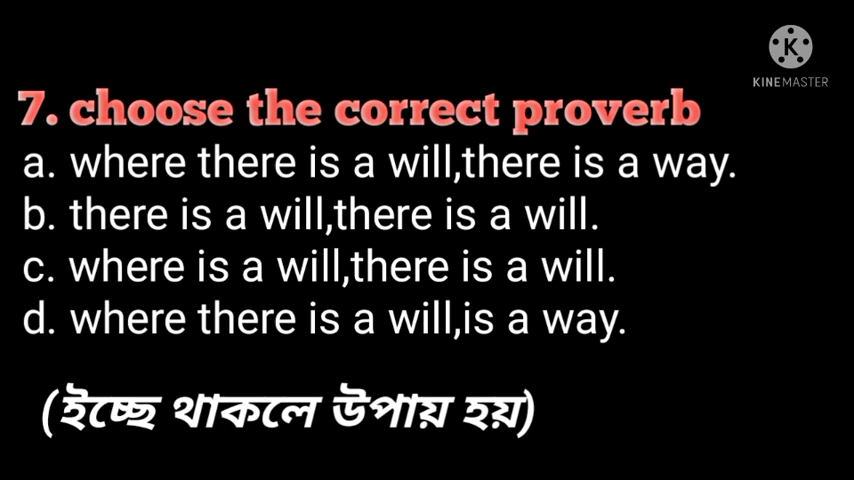 K
KINEMASTER
7. choose the correct proverb
a. where there is a will,there is a way.
b. there is a will,there is a will.
c. where is a will,there is a will.
d. where there is a will,is a way.
(ইচ্ছে থাকলে উপায় হয়)